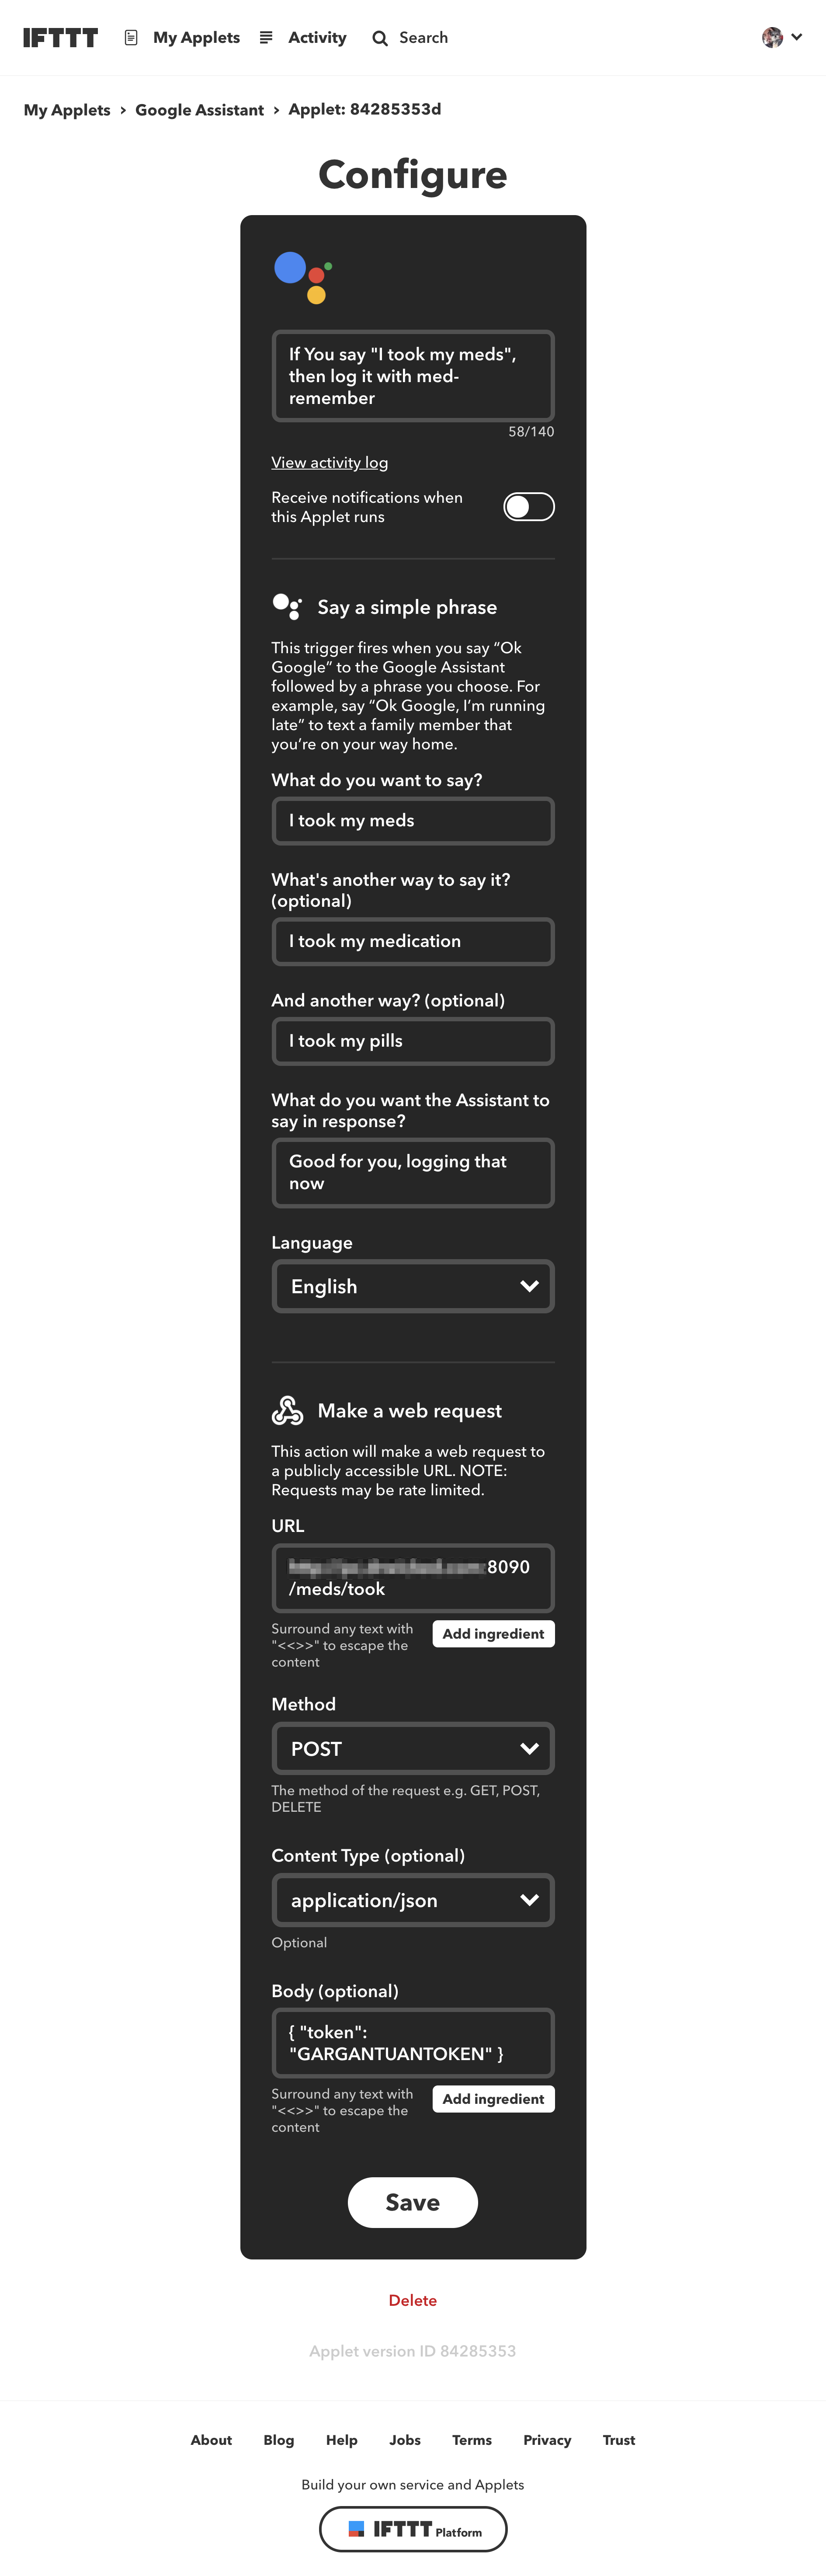 IFTTT My Applets Activity Search
My Applets > Google Assistant > Applet: 84285353d
Configure
If You say "I took my meds",
then log it with med-
remember
58/140
View activity log
Receive notifications when
this Applet runs
Say a simple phrase
This trigger fires when you say “Ok
Google” to the Google Assistant
followed by a phrase you choose. For
example, say “Ok Google, I’m running
late” to text a family member that
you’re on your way home.
What do you want to say?
I took my meds
What's another way to say it?
(optional)
I took my medication
And another way? (optional)
I took my pills
What do you want the Assistant to
say in response?
Good for you, logging that
now
Language
English
Make a web request
This action will make a web request to
a publicly accessible URL. NOTE:
Requests may be rate limited.
URL
8090
/meds/took
Surround any text with
"<<>>" to escape the
content
Add ingredient
Method
POST
The method of the request e.g. GET, POST,
DELETE
Content Type (optional)
application/json
Optional
Body (optional)
{ "token":
"GARGANTUANTOKEN" }
Surround any text with
"<<>>" to escape the
content
Add ingredient
Save
Delete
Applet version ID 84285353
About Blog Help Jobs Terms Privacy Trust
Build your own service and Applets
IFTTT Platform